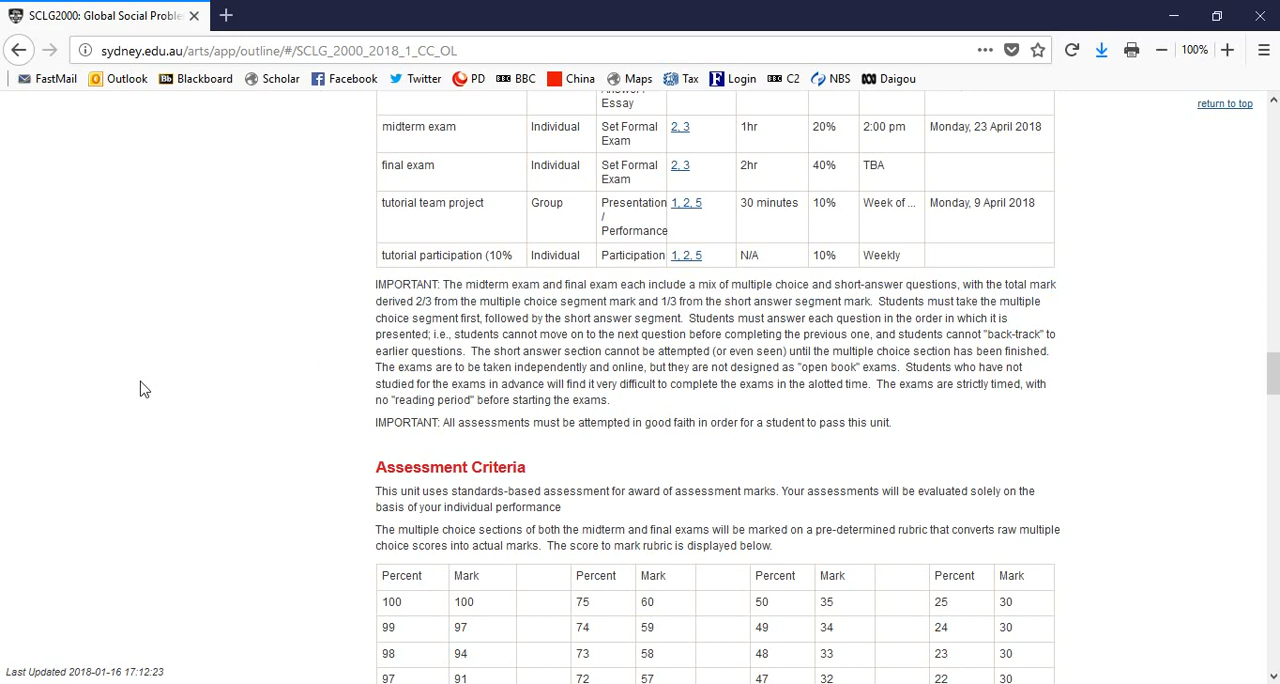 SCLG2000: Global Social Proble
sydney.edu.au/arts/app/outline/#/SCLG_2000_2018_1_CC_OL
100%
FastMail Outlook Blackboard Scholar Facebook Twitter PD BBC China Maps Tax Login C2 NBS Daigou
return to top
Answer /
Essay
midterm exam Individual Set Formal Exam 2, 3 1hr 20% 2:00 pm Monday, 23 April 2018
final exam Individual Set Formal Exam 2, 3 2hr 40% TBA
tutorial team project Group Presentation / Performance 1, 2, 5 30 minutes 10% Week of ... Monday, 9 April 2018
tutorial participation (10% Individual Participation 1, 2, 5 N/A 10% Weekly
IMPORTANT: The midterm exam and final exam each include a mix of multiple choice and short-answer questions, with the total mark
derived 2/3 from the multiple choice segment mark and 1/3 from the short answer segment mark. Students must take the multiple
choice segment first, followed by the short answer segment. Students must answer each question in the order in which it is
presented; i.e., students cannot move on to the next question before completing the previous one, and students cannot "back-track" to
earlier questions. The short answer section cannot be attempted (or even seen) until the multiple choice section has been finished.
The exams are to be taken independently and online, but they are not designed as "open book" exams. Students who have not
studied for the exams in advance will find it very difficult to complete the exams in the alotted time. The exams are strictly timed, with
no "reading period" before starting the exams.
IMPORTANT: All assessments must be attempted in good faith in order for a student to pass this unit.
Assessment Criteria
This unit uses standards-based assessment for award of assessment marks. Your assessments will be evaluated solely on the
basis of your individual performance
The multiple choice sections of both the midterm and final exams will be marked on a pre-determined rubric that converts raw multiple
choice scores into actual marks. The score to mark rubric is displayed below.
Percent Mark Percent Mark Percent Mark Percent Mark
100 100 75 60 50 35 25 30
99 97 74 59 49 34 24 30
98 94 73 58 48 33 23 30
97 91 72 57 47 32 22 30
Last Updated 2018-01-16 17:12:23